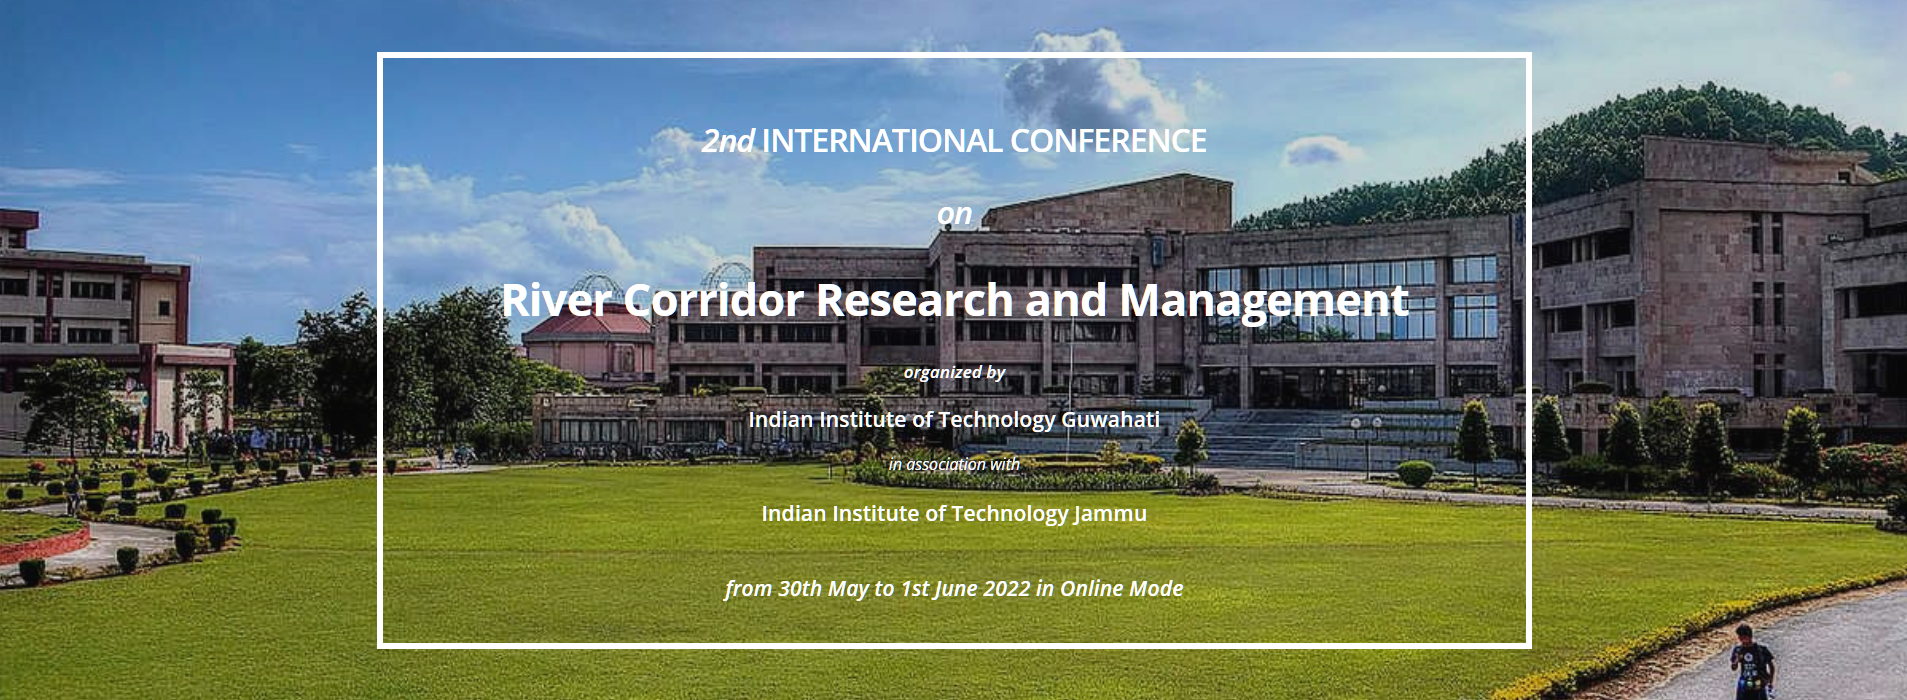 2nd INTERNATIONAL CONFERENCE
on
River Corridor Research and Management
organized by
Indian Institute of Technology Guwahati
in association with
Indian Institute of Technology Jammu
from 30th May to 1st June 2022 in Online Mode